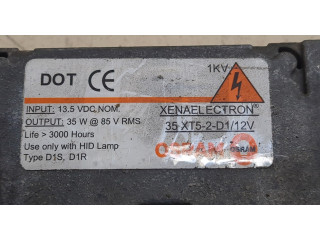 DOT CE
1KV
INPUT: 13.5 VDC NOM.
OUTPUT: 35 W @ 85 V RMS
Life > 3000 Hours
Use only with HID Lamp
Type D1S, D1R
XENAELECTRON®
35 XT5-2-D1/12V
OSRAM OSRAM